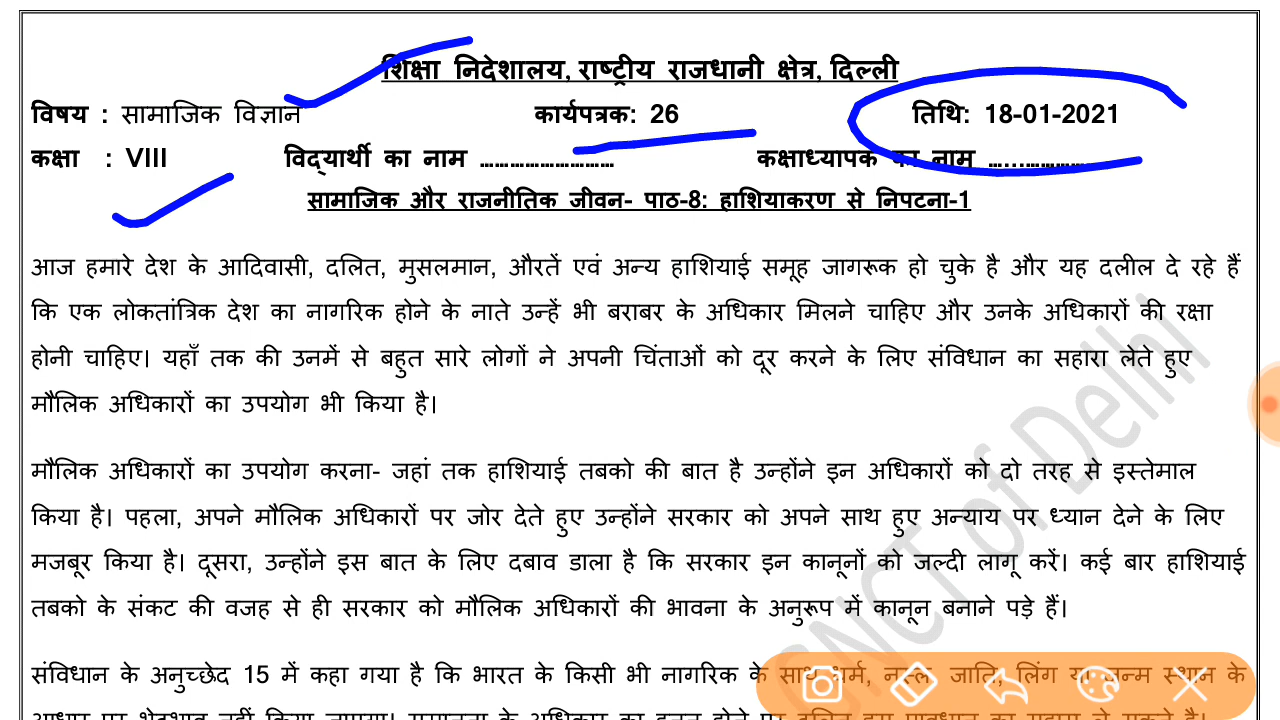 शिक्षा निदेशालय, राष्ट्रीय राजधानी क्षेत्र, दिल्ली
विषय : सामाजिक विज्ञान कार्यपत्रक: 26 तिथि: 18-01-2021
कक्षा : VIII विद्यार्थी का नाम ........................... कक्षाध्यापक का नाम ..................
सामाजिक और राजनीतिक जीवन- पाठ-8: हाशियाकरण से निपटना-1
आज हमारे देश के आदिवासी, दलित, मुसलमान, औरतें एवं अन्य हाशियाई समूह जागरूक हो चुके है और यह दलील दे रहे हैं
कि एक लोकतांत्रिक देश का नागरिक होने के नाते उन्हें भी बराबर के अधिकार मिलने चाहिए और उनके अधिकारों की रक्षा
होनी चाहिए। यहाँ तक की उनमें से बहुत सारे लोगों ने अपनी चिंताओं को दूर करने के लिए संविधान का सहारा लेते हुए
मौलिक अधिकारों का उपयोग भी किया है।
मौलिक अधिकारों का उपयोग करना- जहां तक हाशियाई तबको की बात है उन्होंने इन अधिकारों को दो तरह से इस्तेमाल
किया है। पहला, अपने मौलिक अधिकारों पर जोर देते हुए उन्होंने सरकार को अपने साथ हुए अन्याय पर ध्यान देने के लिए
मजबूर किया है। दूसरा, उन्होंने इस बात के लिए दबाव डाला है कि सरकार इन कानूनों को जल्दी लागू करें। कई बार हाशियाई
तबको के संकट की वजह से ही सरकार को मौलिक अधिकारों की भावना के अनुरूप में कानून बनाने पड़े हैं।
संविधान के अनुच्छेद 15 में कहा गया है कि भारत के किसी भी नागरिक के साथ धर्म, नस्ल, जाति, लिंग या जन्म स्थान के
GNCT of Delhi